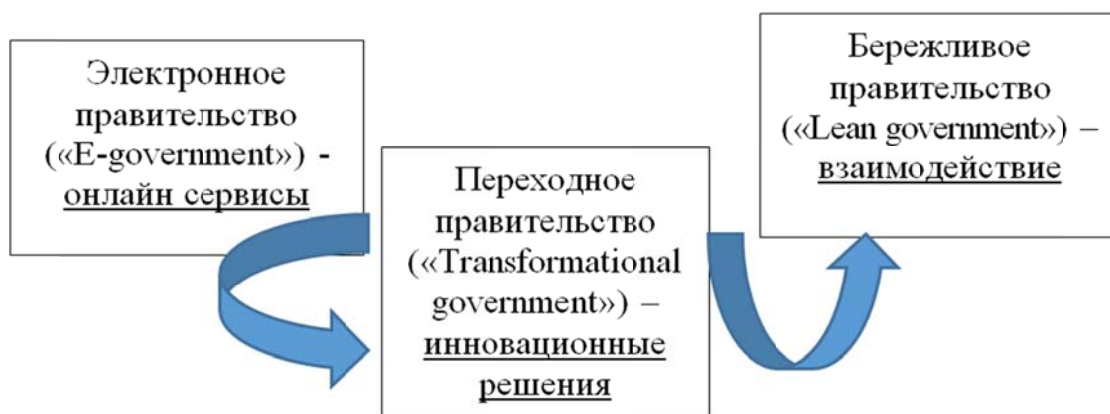 Электронное
правительство
(«E-government») -
онлайн сервисы
Переходное
правительство
(«Transformational
government») –
инновационные
решения
Бережливое
правительство
(«Lean government») –
взаимодействие